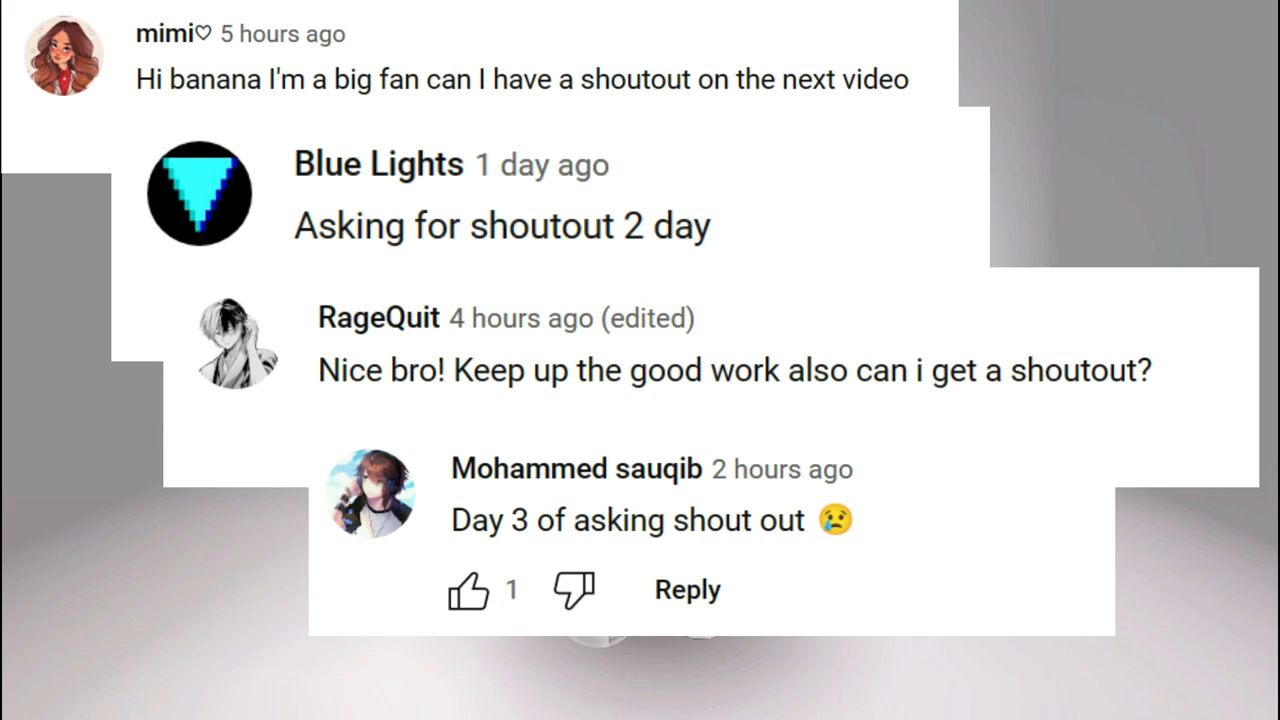 mimi♡ 5 hours ago
Hi banana I'm a big fan can I have a shoutout on the next video
Blue Lights 1 day ago
Asking for shoutout 2 day
RageQuit 4 hours ago (edited)
Nice bro! Keep up the good work also can i get a shoutout?
Mohammed sauqib 2 hours ago
Day 3 of asking shout out 😢
1 Reply